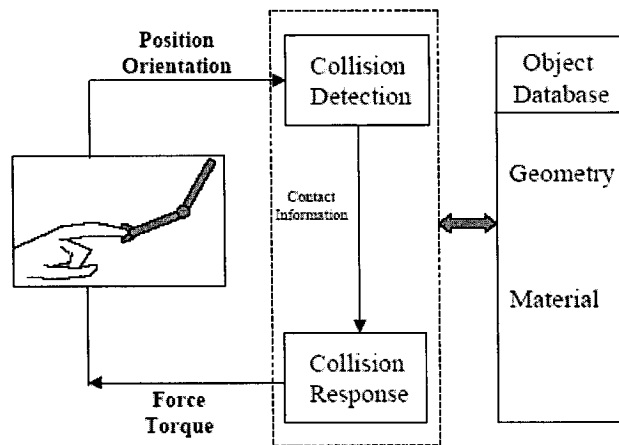 Position
Orientation
Collision
Detection
Object
Database
Contact
Information
Geometry
Material
Collision
Response
Force
Torque